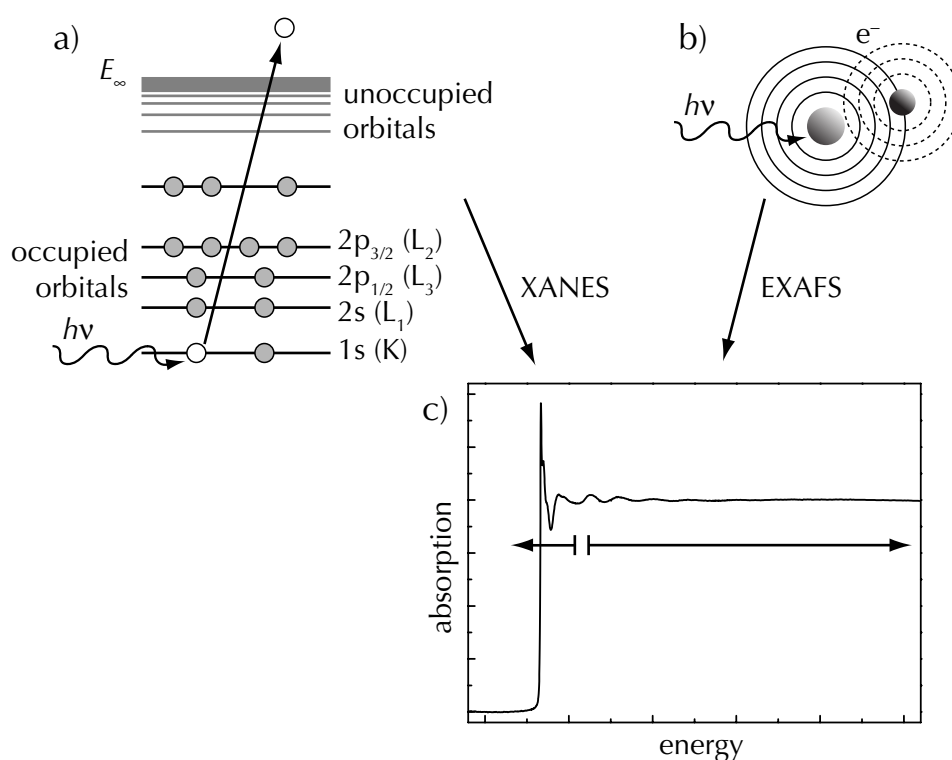 a)
E∞
unoccupied
orbitals
occupied
orbitals
2p3/2 (L2)
2p1/2 (L3)
2s (L1)
1s (K)
hν
b)
e–
hν
XANES
EXAFS
c)
absorption
energy